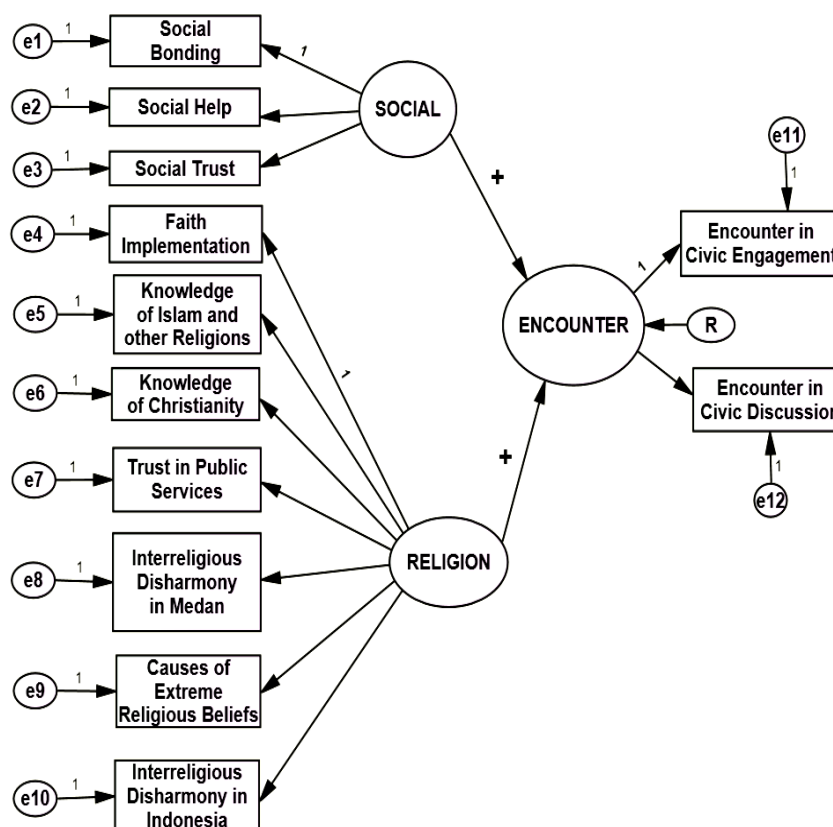 e1
1
Social
Bonding
1
e2
1
Social Help
SOCIAL
e3
1
Social Trust
+
e11
1
e4
1
Faith
Implementation
Encounter in
Civic Engagement
1
e5
1
Knowledge
of Islam and
other Religions
ENCOUNTER
R
e6
1
Knowledge
of Christianity
1
Encounter in
Civic Discussion
1
e12
e7
1
Trust in Public
Services
+
e8
1
Interreligious
Disharmony
in Medan
RELIGION
e9
1
Causes of
Extreme
Religious Beliefs
e10
1
Interreligious
Disharmony in
Indonesia